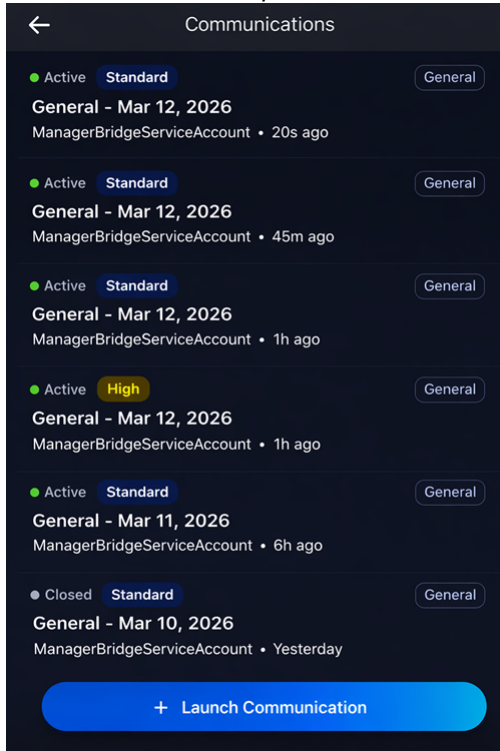 Communications
Active Standard General
General - Mar 12, 2026
ManagerBridgeServiceAccount • 20s ago
Active Standard General
General - Mar 12, 2026
ManagerBridgeServiceAccount • 45m ago
Active Standard General
General - Mar 12, 2026
ManagerBridgeServiceAccount • 1h ago
Active High General
General - Mar 12, 2026
ManagerBridgeServiceAccount • 1h ago
Active Standard General
General - Mar 11, 2026
ManagerBridgeServiceAccount • 6h ago
Closed Standard General
General - Mar 10, 2026
ManagerBridgeServiceAccount • Yesterday
+ Launch Communication